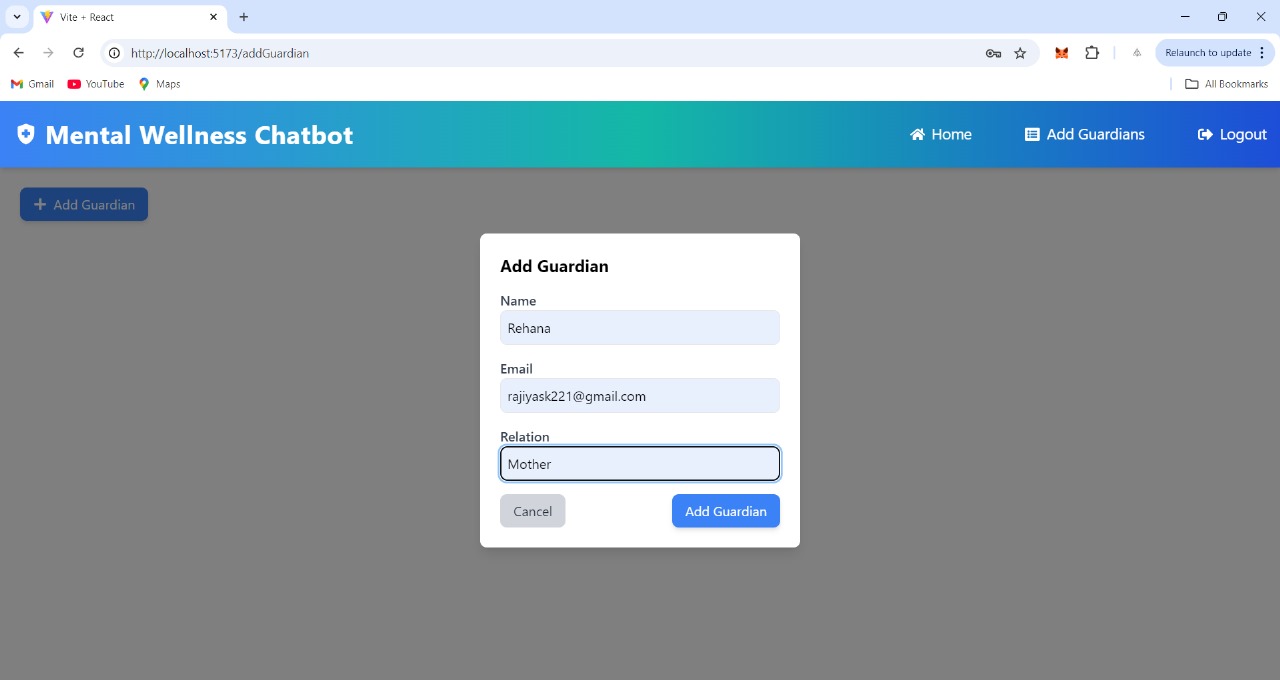 Vite + React
http://localhost:5173/addGuardian
Relaunch to update
Gmail
YouTube
Maps
All Bookmarks
Mental Wellness Chatbot
Home
Add Guardians
Logout
Add Guardian
Add Guardian
Name
Rehana
Email
rajiyask221@gmail.com
Relation
Mother
Cancel
Add Guardian